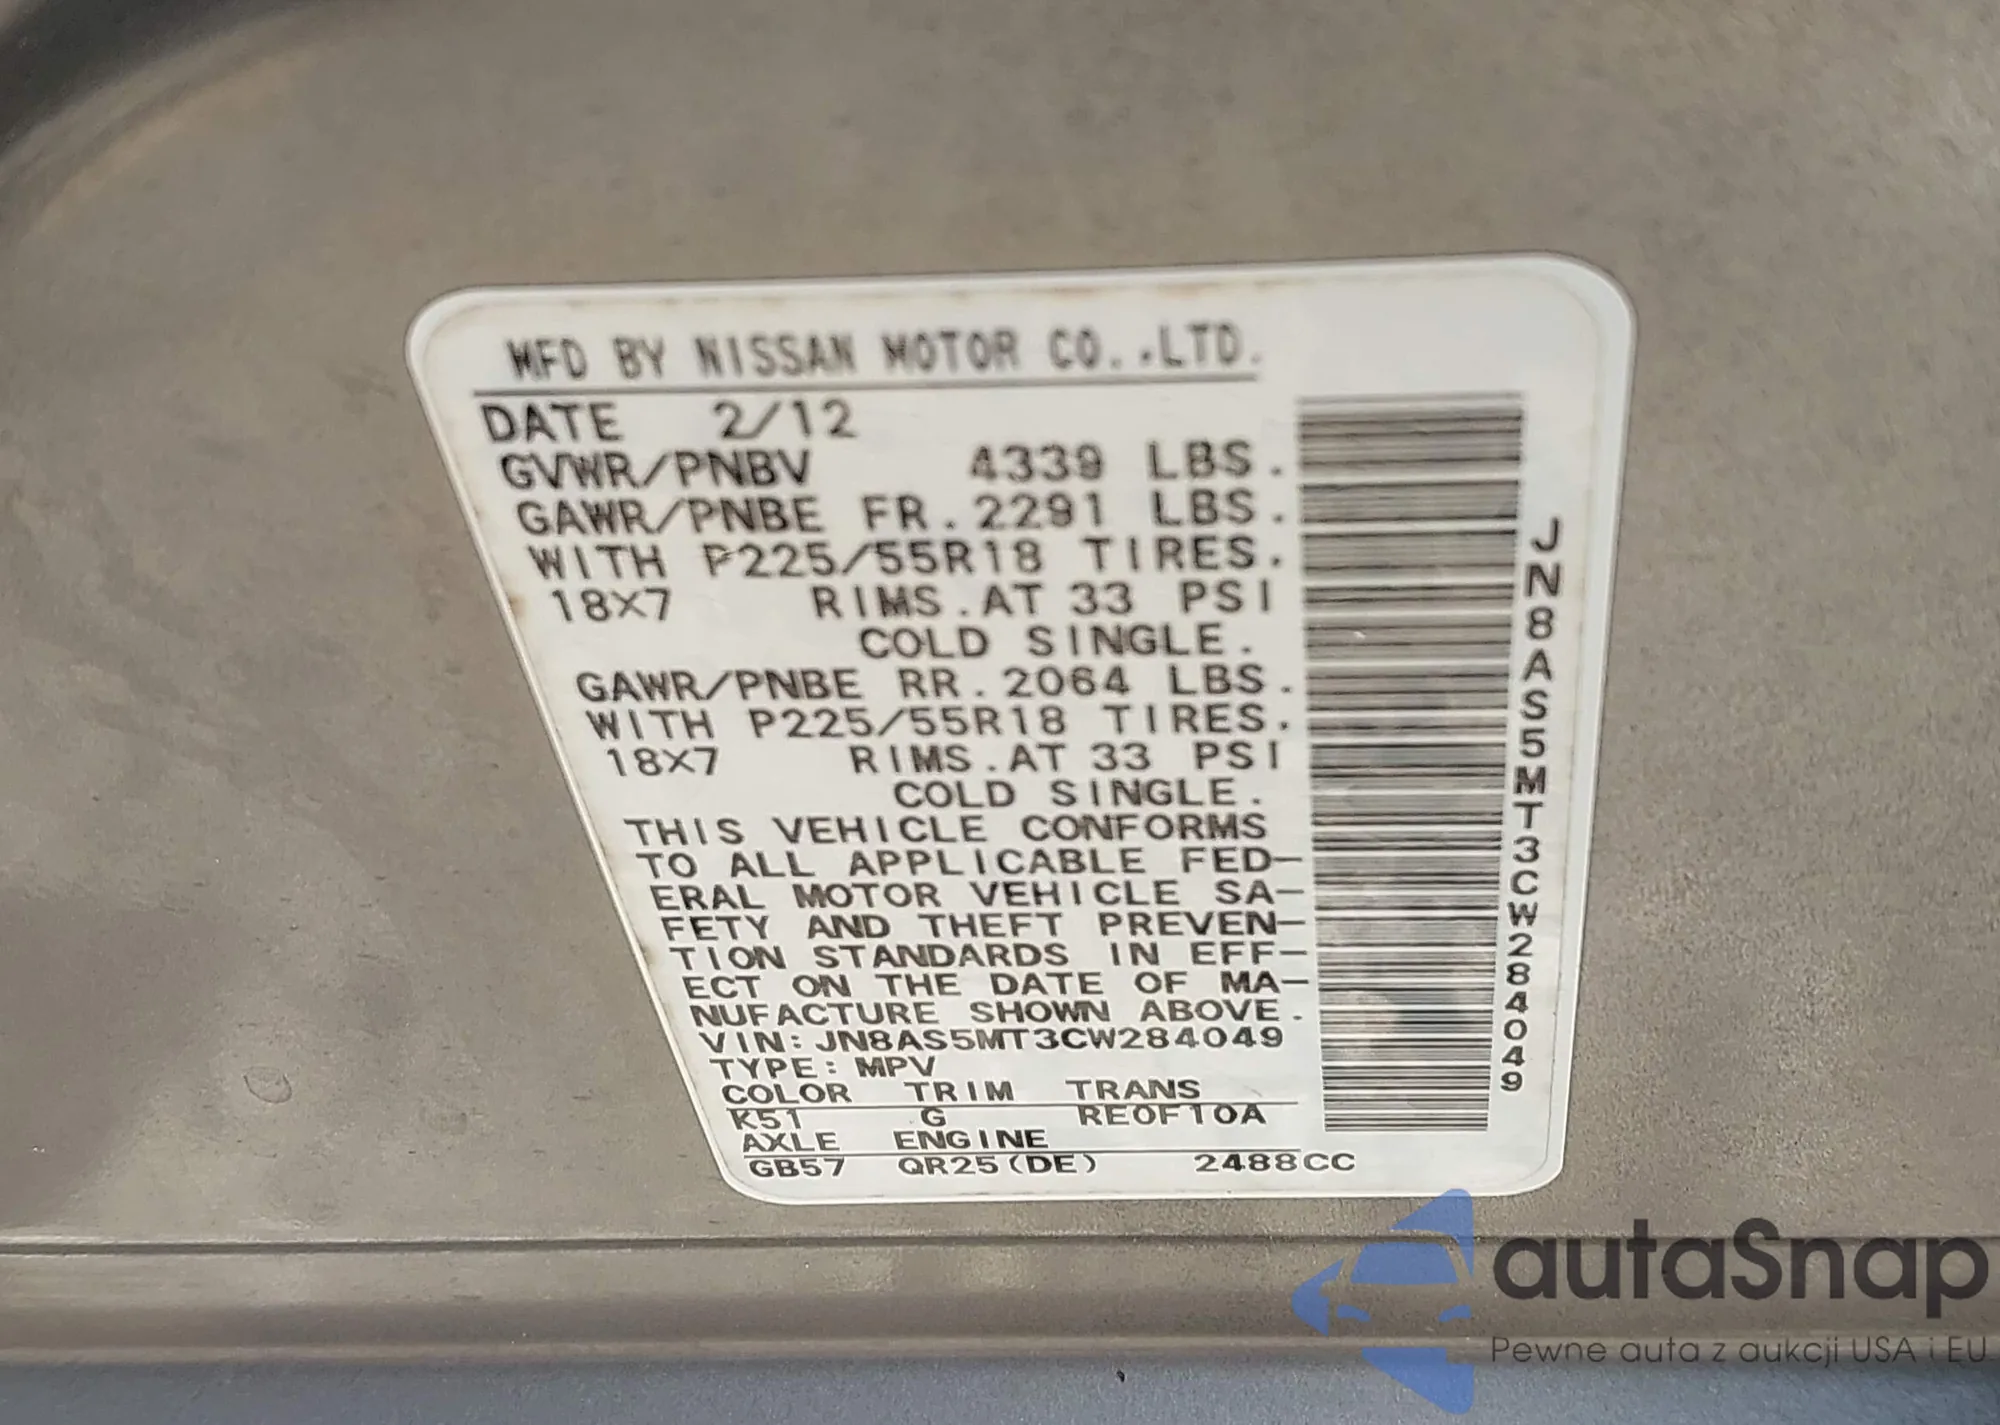 MFD BY NISSAN MOTOR CO.,LTD.
DATE 2/12
GVWR/PNBV 4339 LBS.
GAWR/PNBE FR.2291 LBS.
WITH P225/55R18 TIRES.
18X7 RIMS.AT 33 PSI
COLD SINGLE.
GAWR/PNBE RR.2064 LBS.
WITH P225/55R18 TIRES.
18X7 RIMS.AT 33 PSI
COLD SINGLE.
THIS VEHICLE CONFORMS
TO ALL APPLICABLE FED-
ERAL MOTOR VEHICLE SA-
FETY AND THEFT PREVEN-
TION STANDARDS IN EFF-
ECT ON THE DATE OF MA-
NUFACTURE SHOWN ABOVE.
VIN:JN8AS5MT3CW284049
TYPE:MPV
COLOR TRIM TRANS
K51 G RE0F10A
AXLE ENGINE
GB57 QR25(DE) 2488CC
JN8AS5MT3CW284049
autaSnap
Pewne auta z aukcji USA i EU